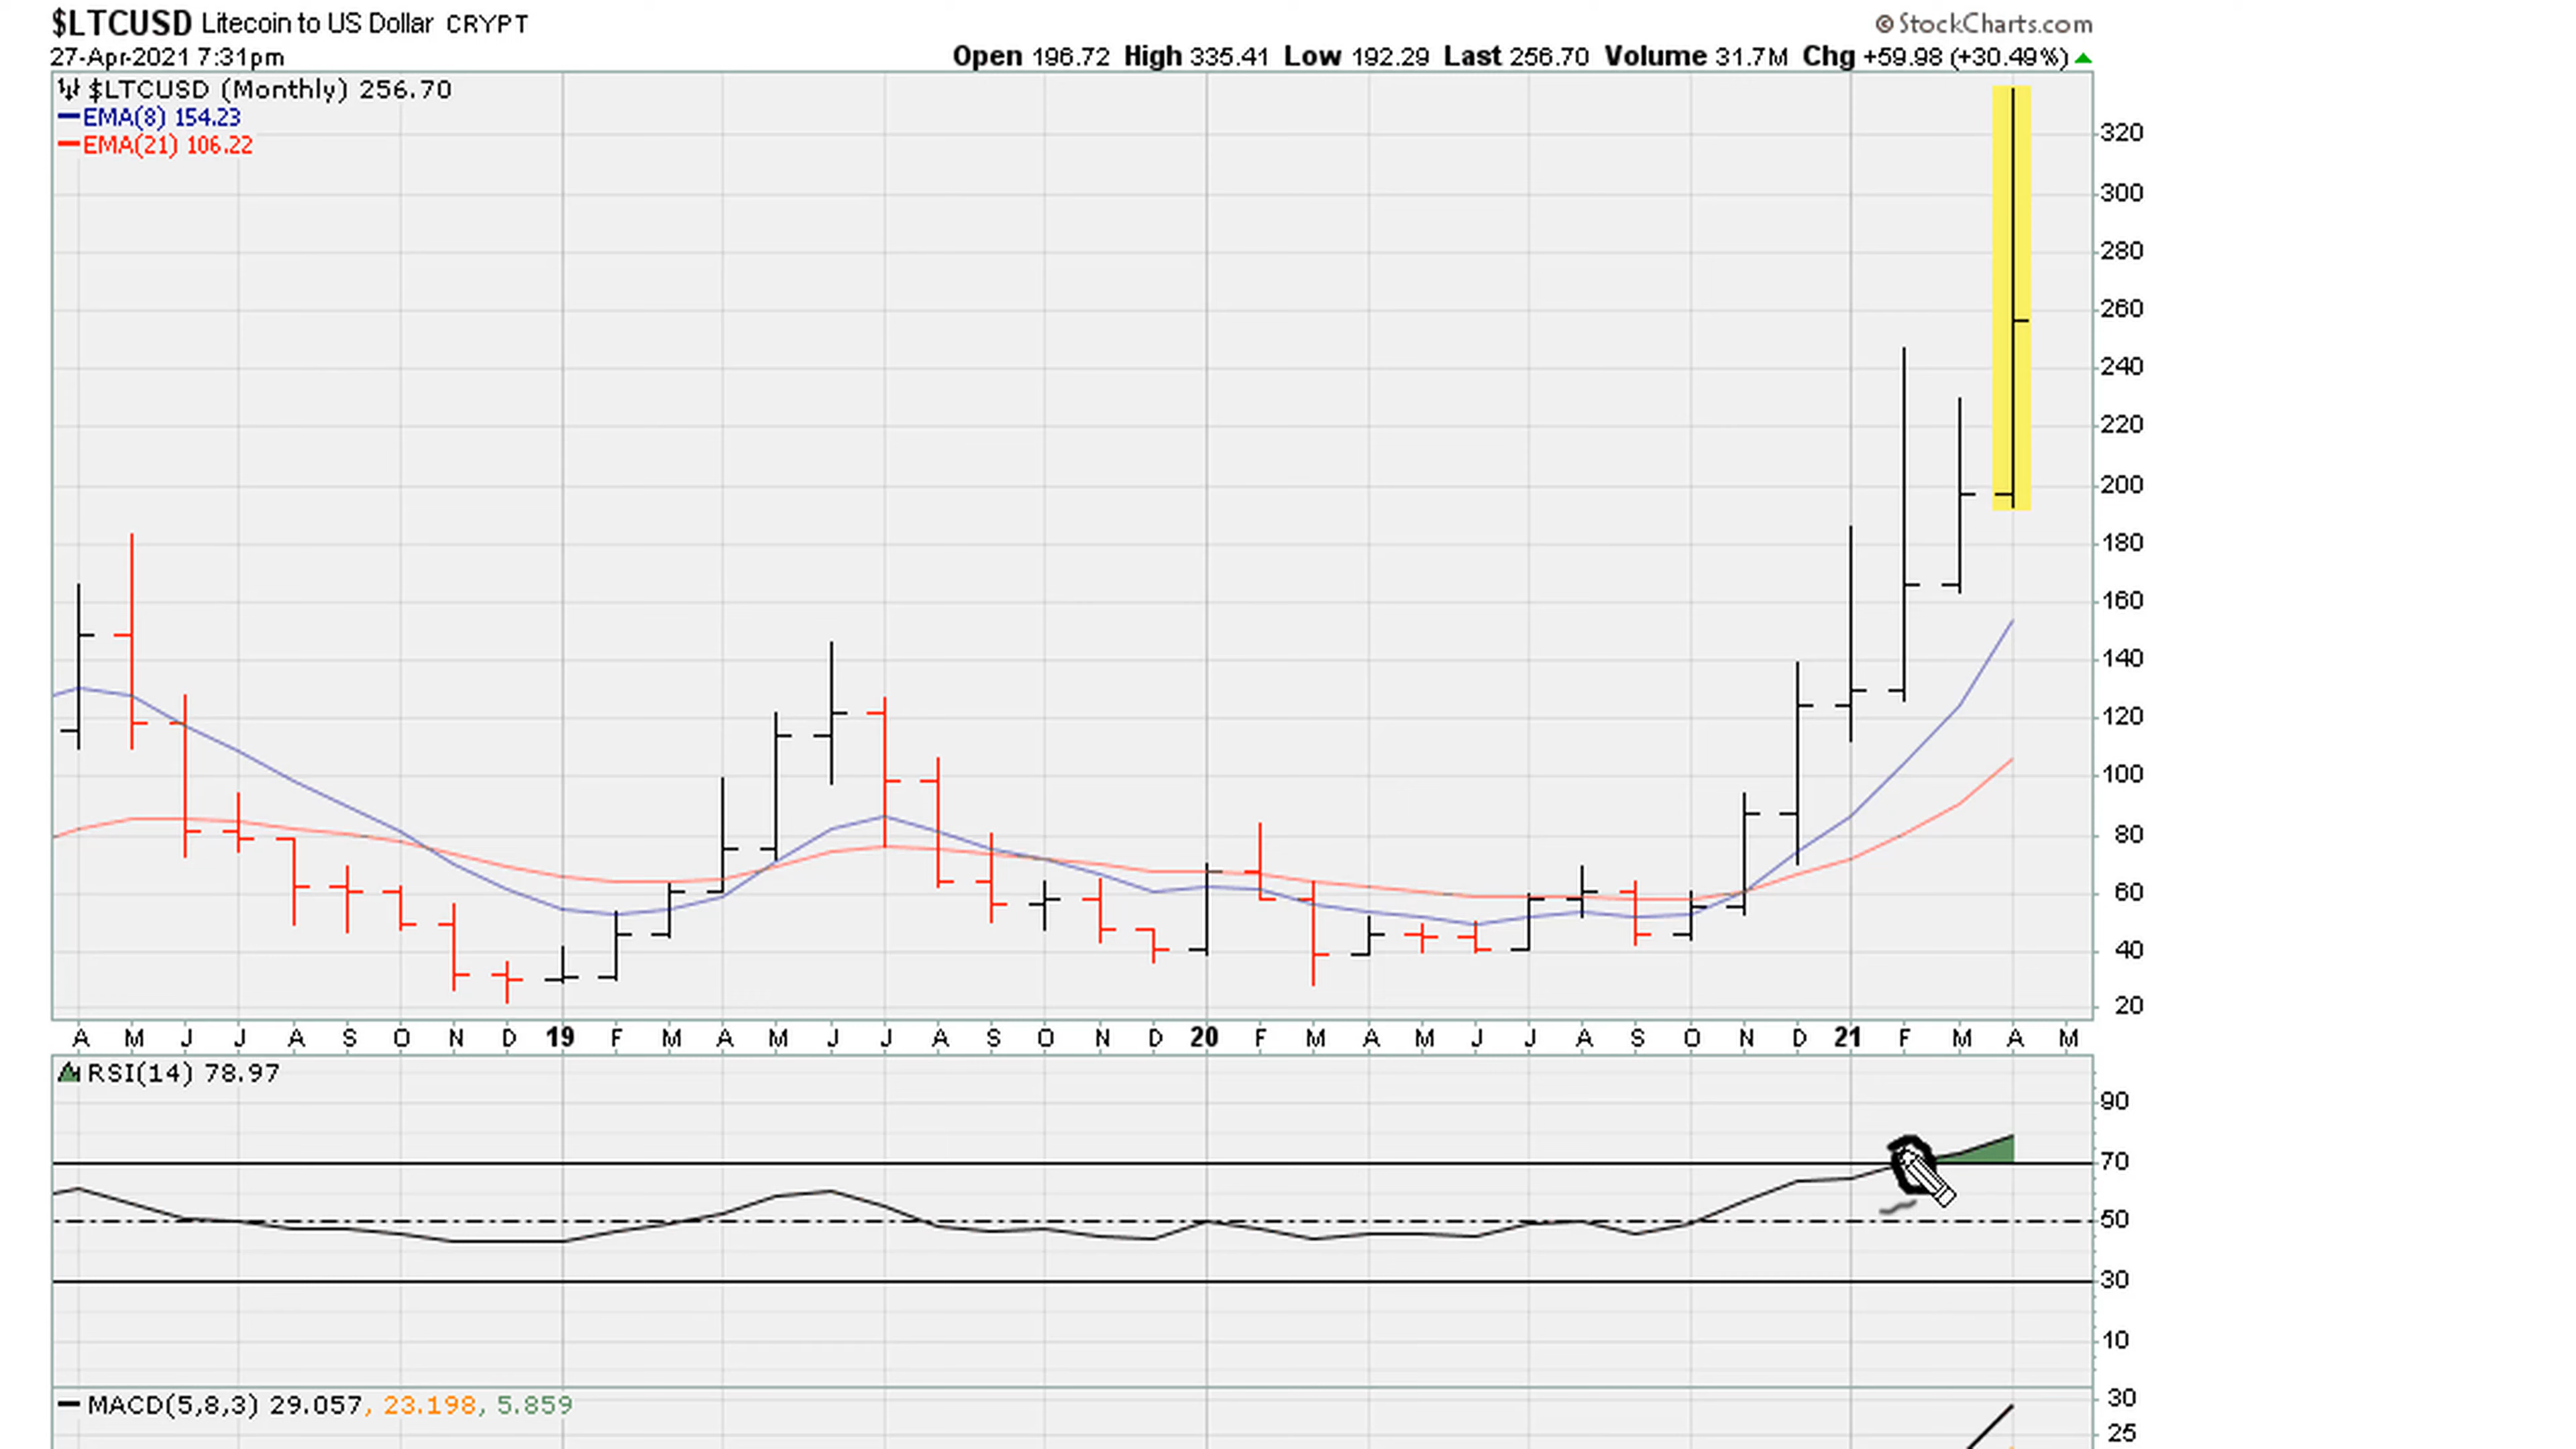 $LTCUSD Litecoin to US Dollar CRYPT
© StockCharts.com
27-Apr-2021 7:31pm
Open 196.72 High 335.41 Low 192.29 Last 256.70 Volume 31.7M Chg +59.98 (+30.49%)
$LTCUSD (Monthly) 256.70
EMA(8) 154.23
EMA(21) 106.22
320
300
280
260
240
220
200
180
160
140
120
100
80
60
40
20
A M J J A S O N D 19 F M A M J J A S O N D 20 F M A M J J A S O N D 21 F M A M
RSI(14) 78.97
90
70
50
30
10
MACD(5,8,3) 29.057, 23.198, 5.859
30
25